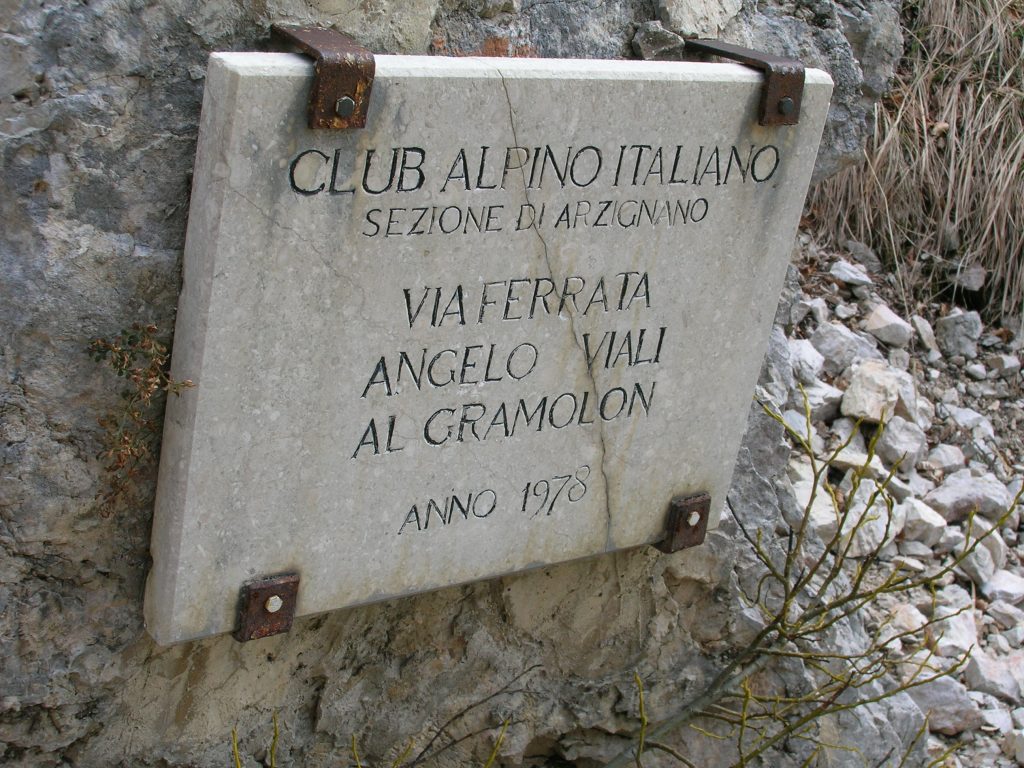 CLUB ALPINO ITALIANO
SEZIONE DI ARZIGNANO
VIA FERRATA
ANGELO VIALI
AL GRAMOLON
ANNO 1978